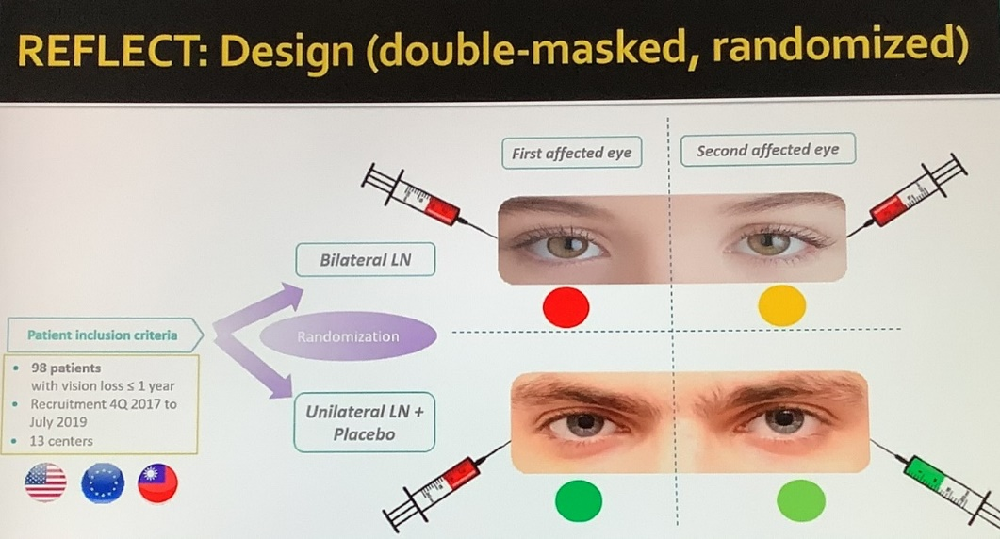 REFLECT: Design (double-masked, randomized)
First affected eye
Second affected eye
Bilateral LN
Randomization
Patient inclusion criteria
• 98 patients
with vision loss ≤ 1 year
• Recruitment 4Q 2017 to
July 2019
• 13 centers
Unilateral LN +
Placebo